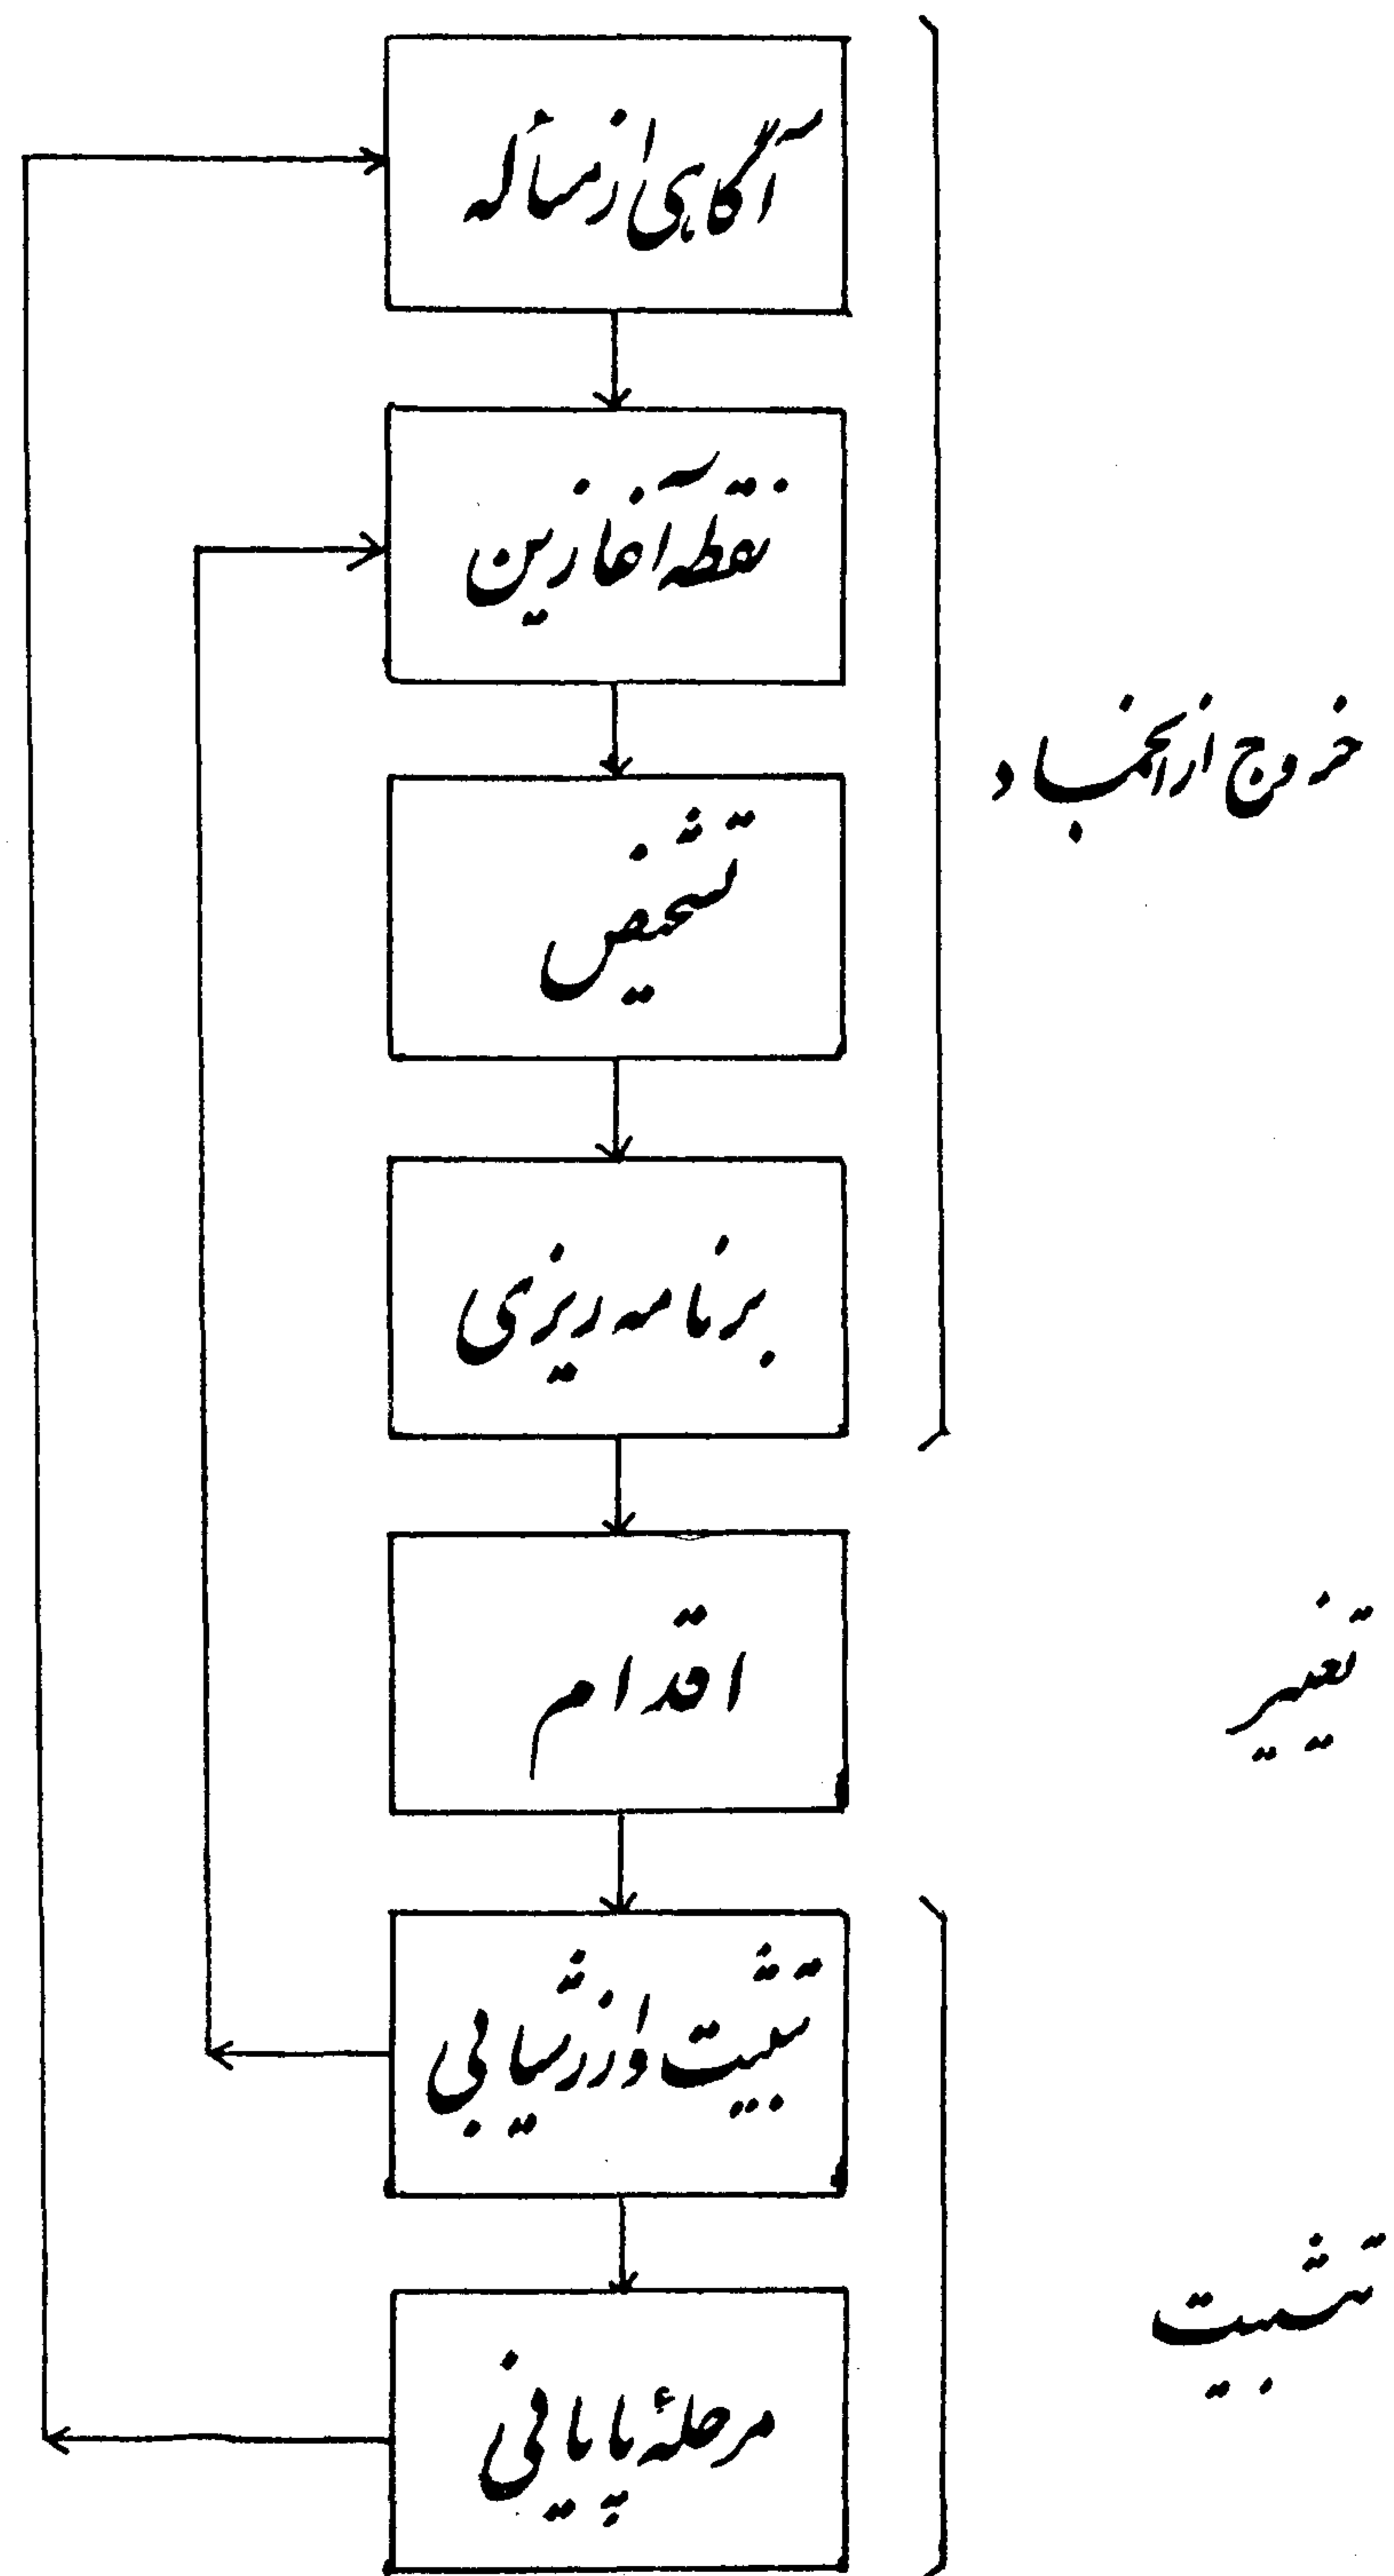 آگاهی از مسأله
نقطه آغازین
تشخیص
برنامه ریزی
خروج از انجماد
اقدام
تغییر
تثبیت و ارزشیابی
مرحلهٔ پایانی
تثبیت